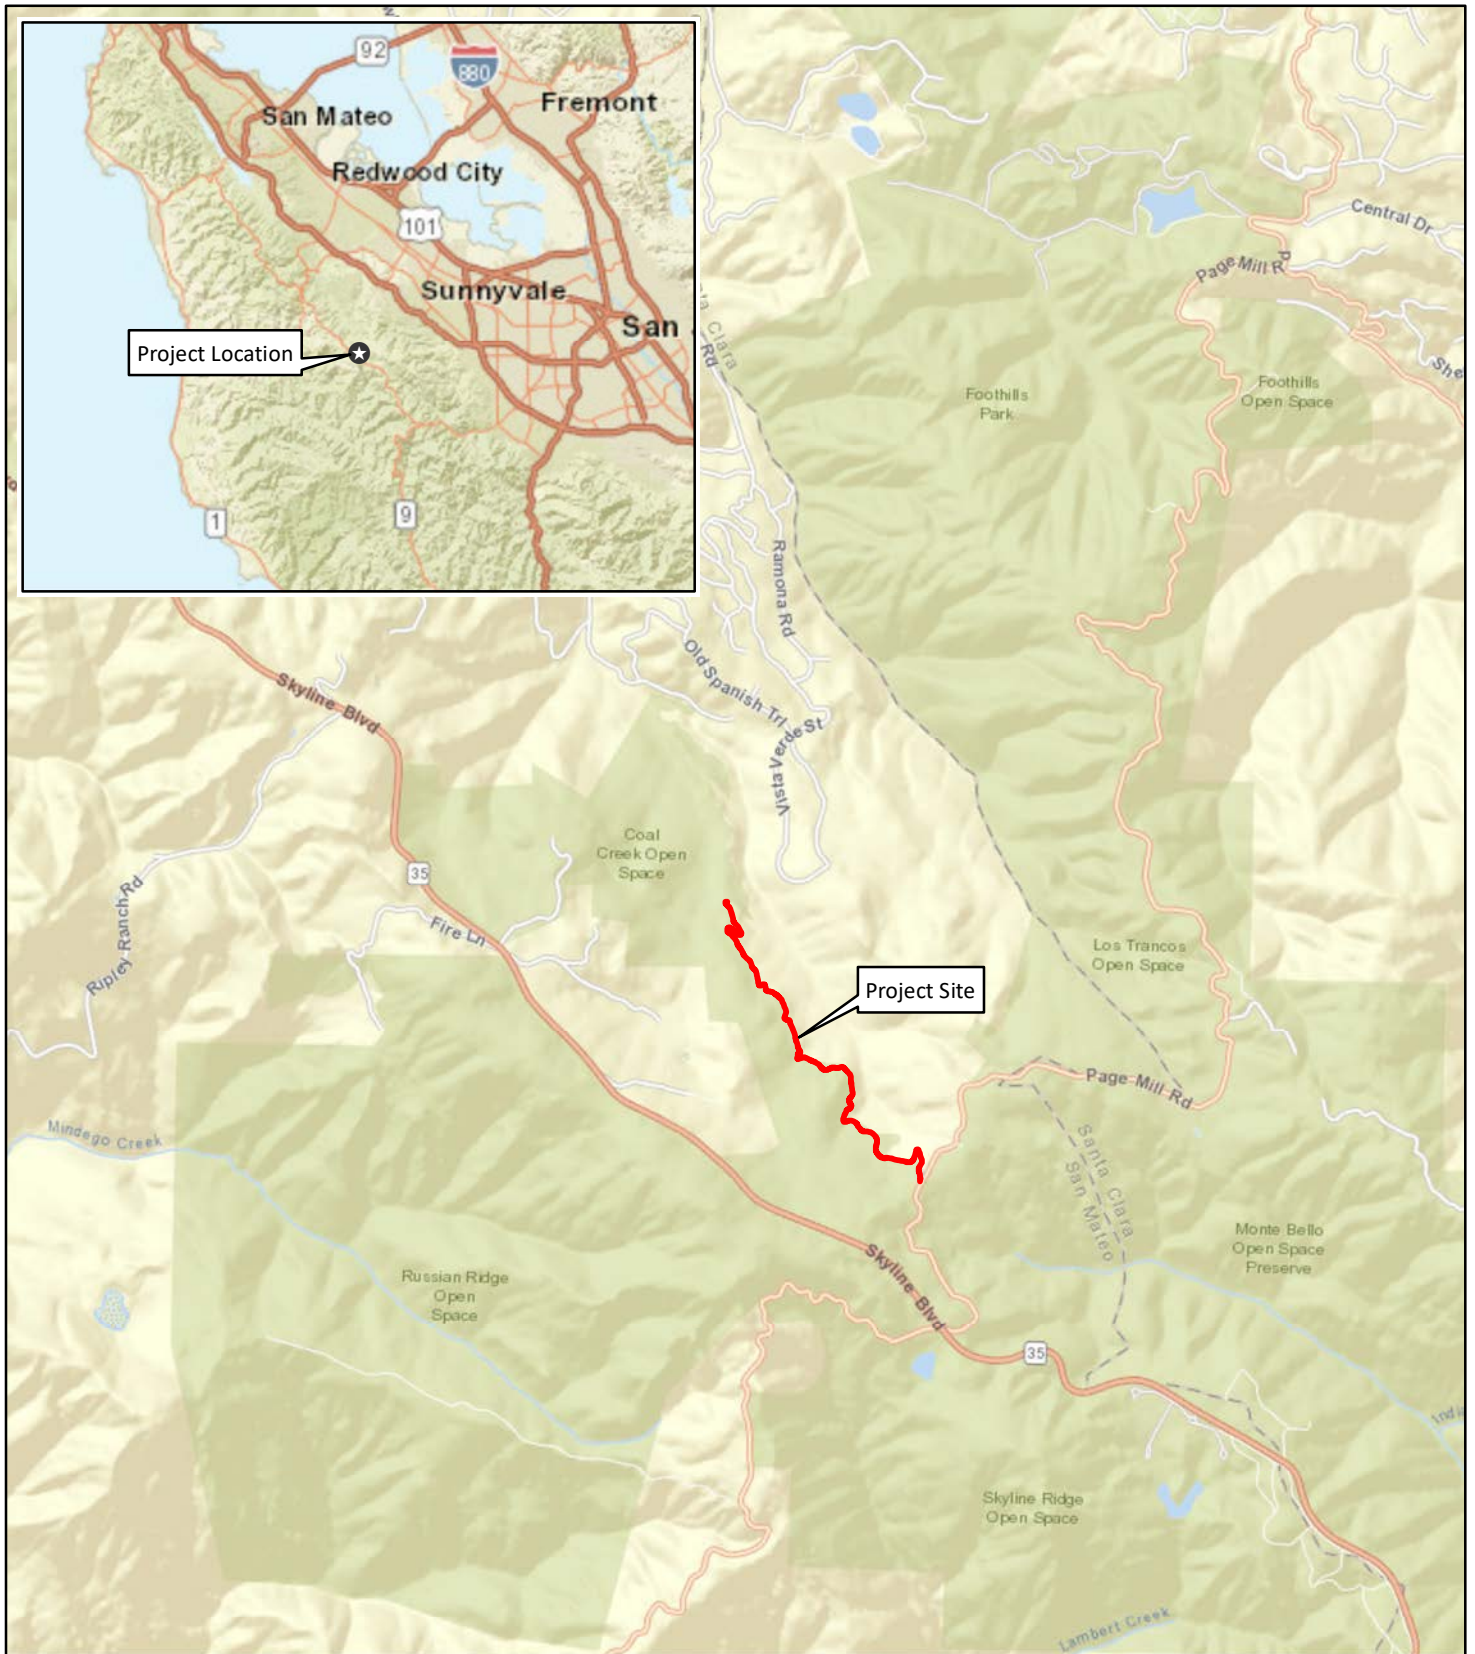 92
880
Fremont
San Mateo
Redwood City
101
Sunnyvale
San
Project Location
1
9
Central Dr
Page Mill R
Foothills
Park
Foothills
Open Space
Clara
Rd
Ramona Rd
Old Spanish Trl
Vista Verde St
Skyline Blvd
Coal
Creek Open
Space
35
Fire Ln
Ripley Ranch Rd
Los Trancos
Open Space
Project Site
Page Mill Rd
Mindego Creek
Santa Clara
San Mateo
Monte Bello
Open Space
Preserve
Skyline Blvd
Russian Ridge
Open
Space
35
Skyline Ridge
Open Space
Lambert Creek